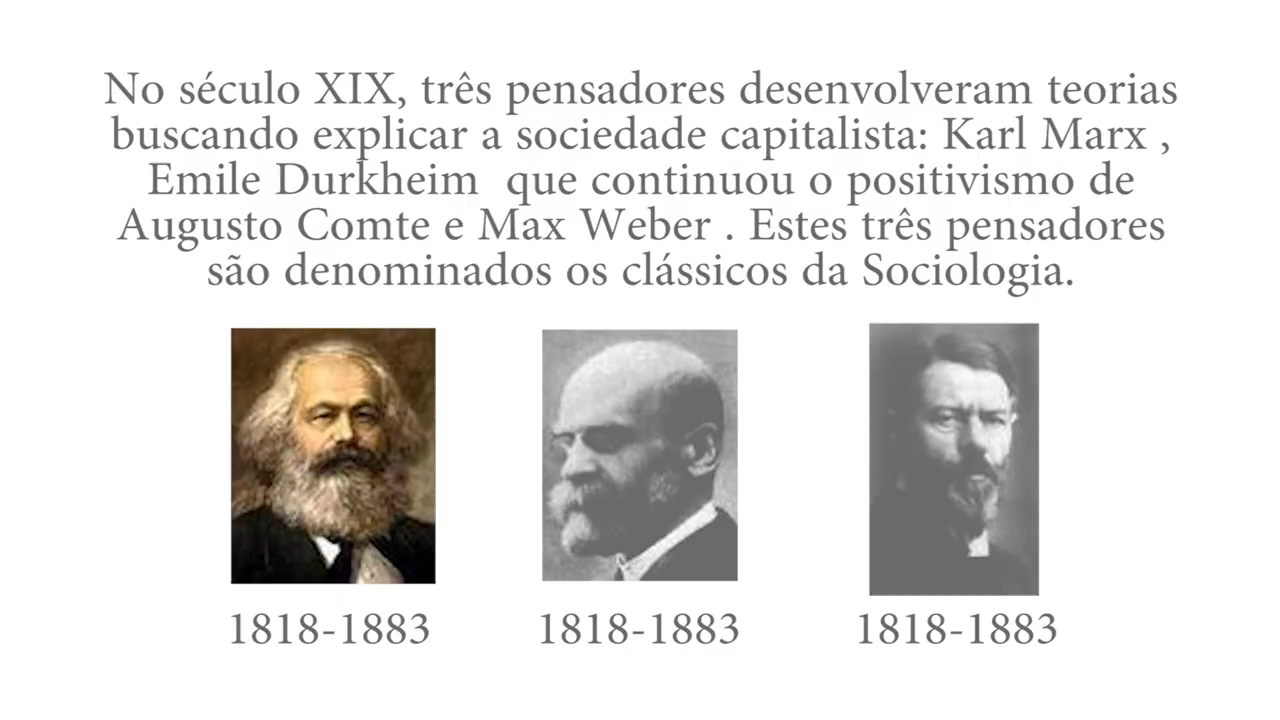 No século XIX, três pensadores desenvolveram teorias
buscando explicar a sociedade capitalista: Karl Marx ,
Emile Durkheim  que continuou o positivismo de
Augusto Comte e Max Weber . Estes três pensadores
são denominados os clássicos da Sociologia.
1818-1883 1818-1883 1818-1883